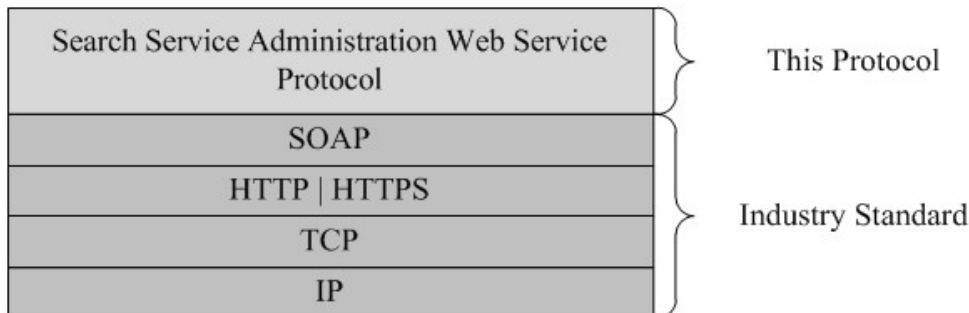 Search Service Administration Web Service
Protocol
This Protocol
SOAP
HTTP | HTTPS
TCP
IP
Industry Standard